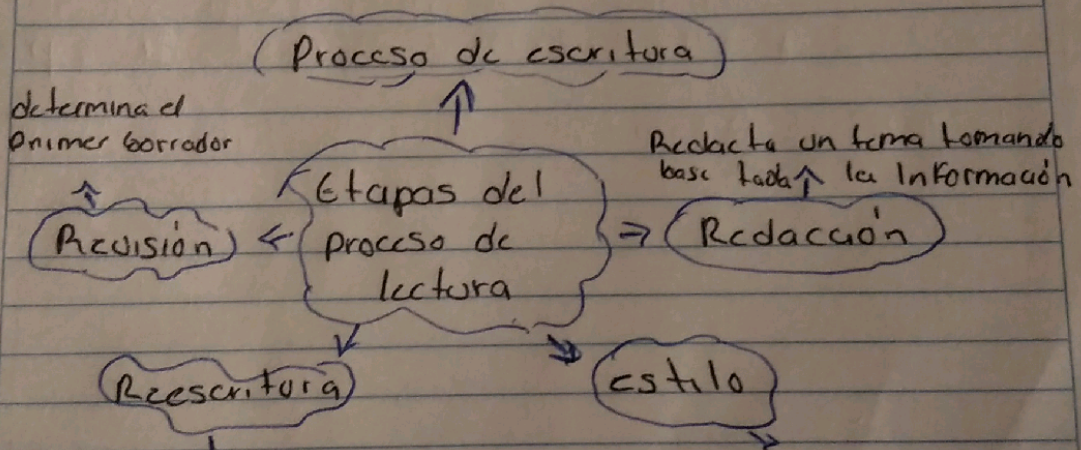 Proceso de escritura
determina el
primer borrador
Redacta un tema tomando
base toda la Información
Etapas del
proceso de
lectura
Revisión
Redacción
Reescritura
Estilo